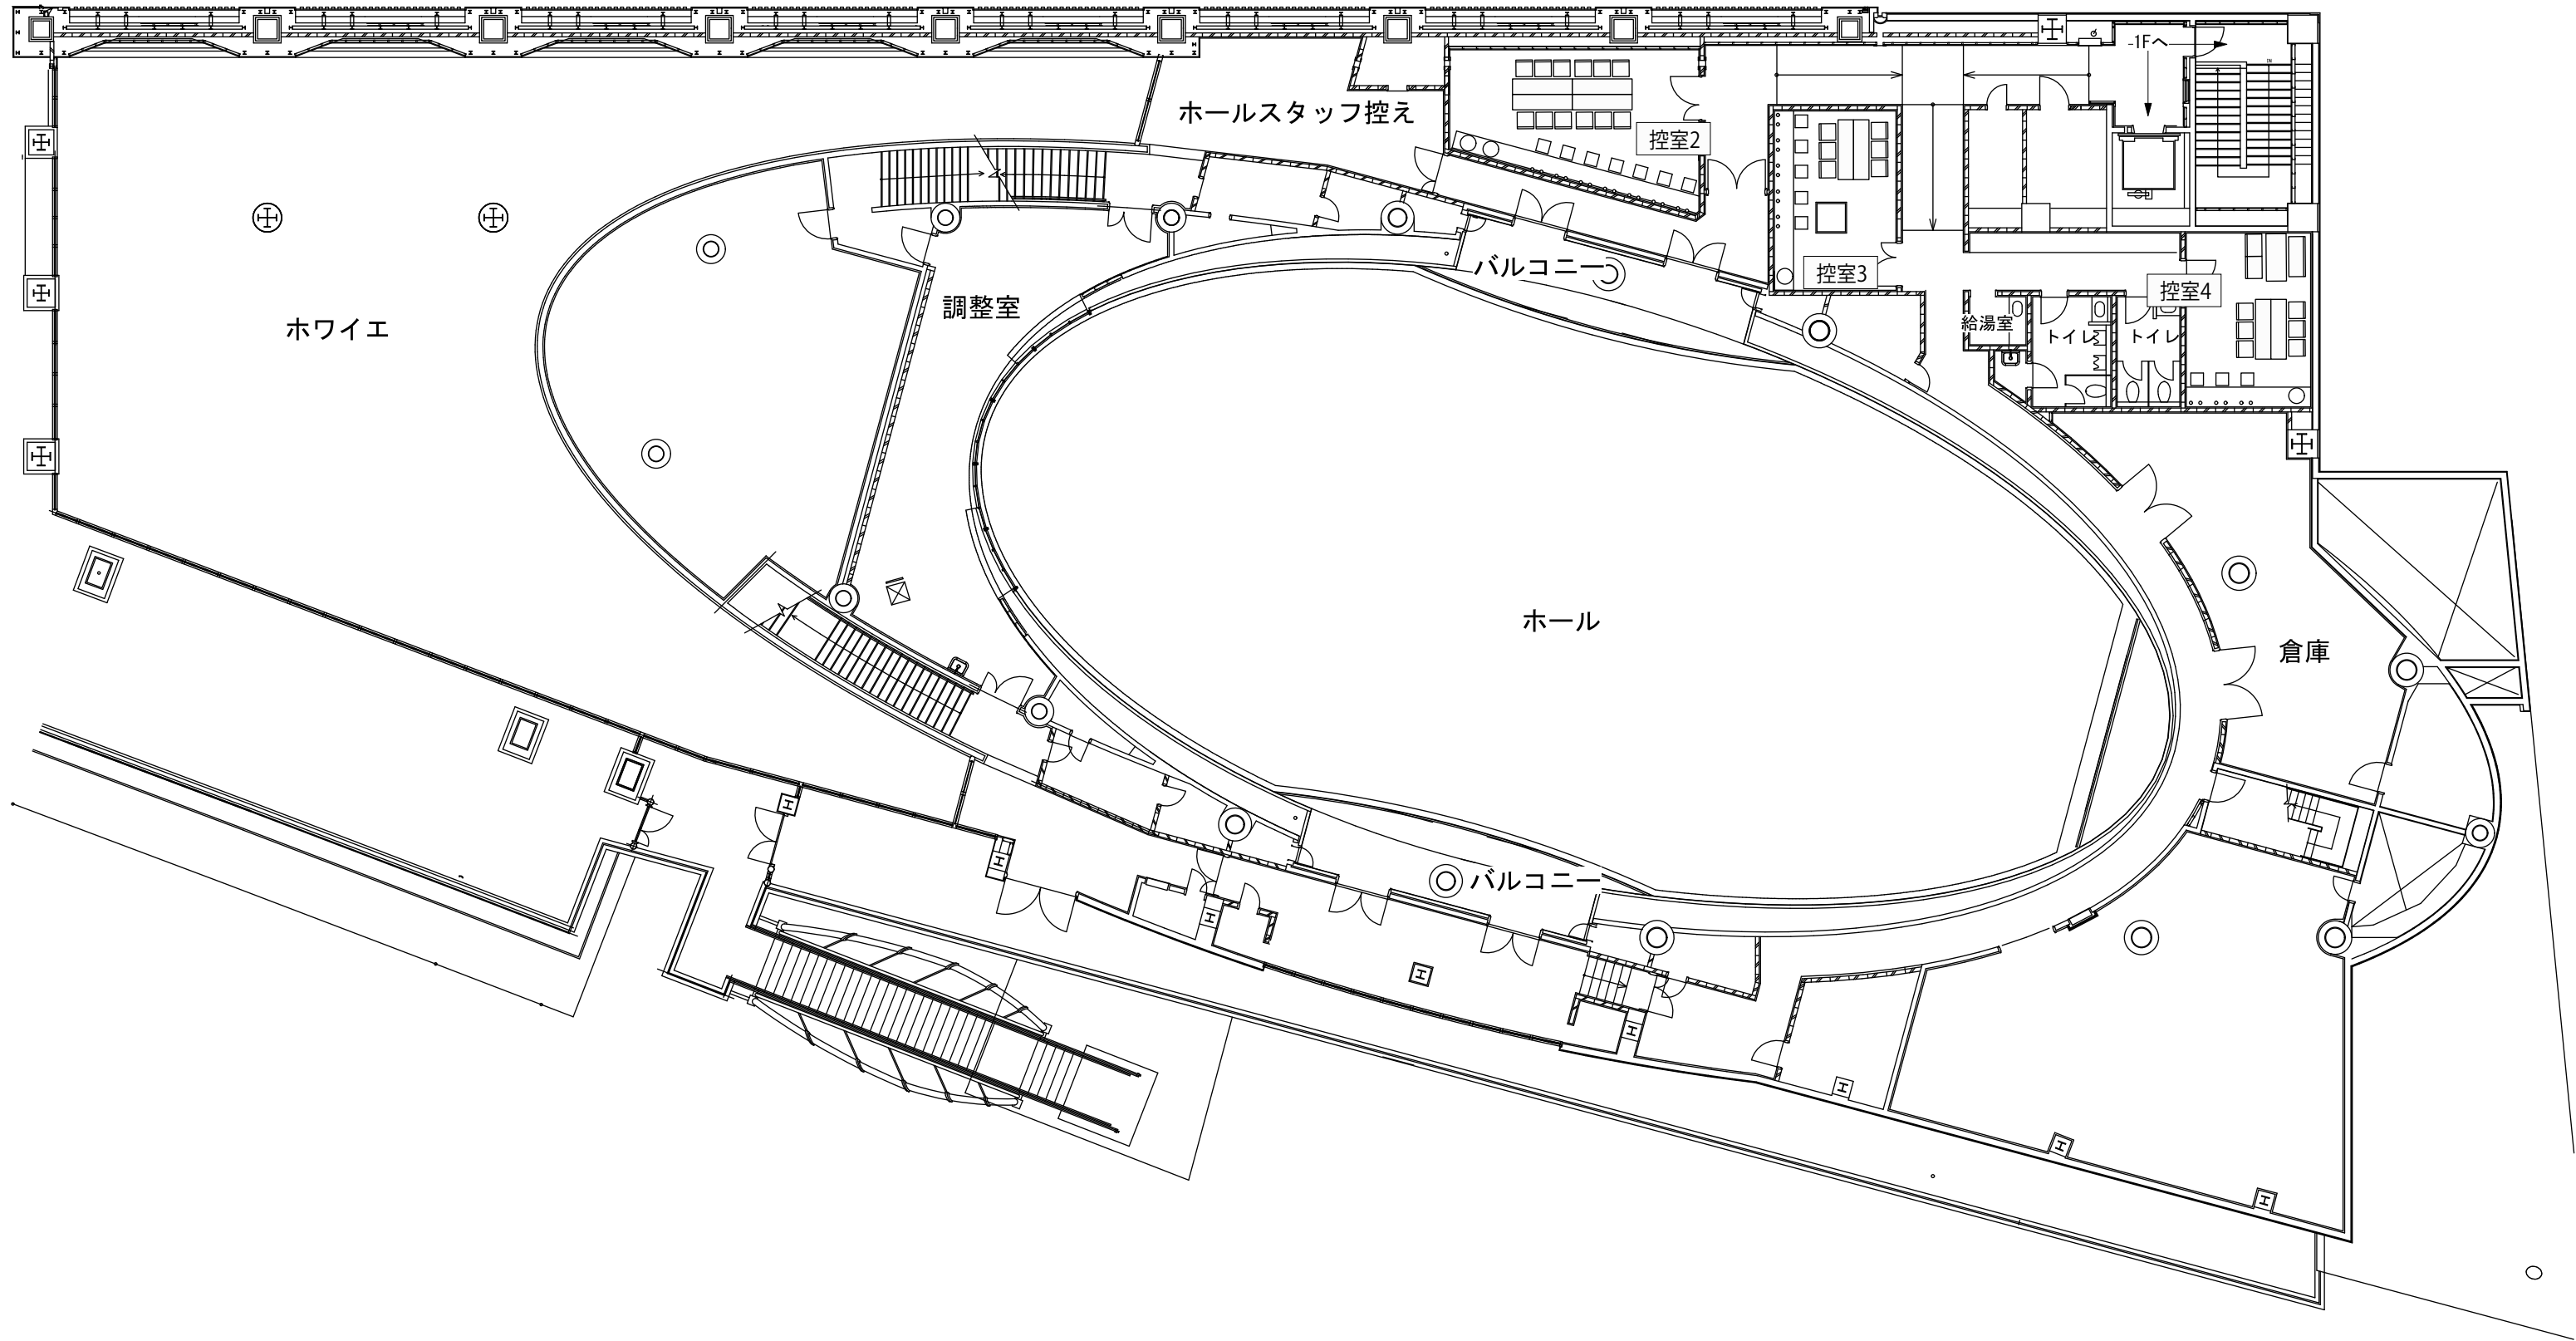 1Fへ
ホールスタッフ控え
控室2
バルコニー
控室3
控室4
調整室
ホワイエ
給湯室
トイレ
トイレ
ホール
倉庫
バルコニー